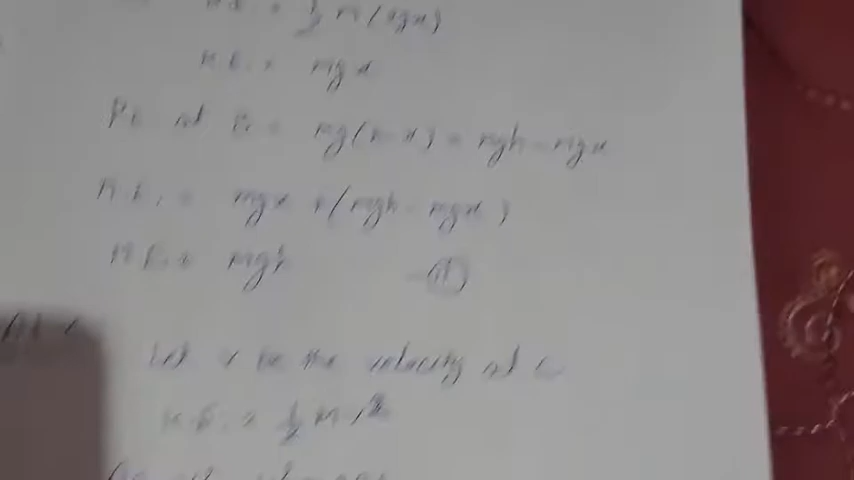 K.E. = 1/2 m(2gx)
K.E. = mgx
P.E. at B = mg(h-x) = mgh - mgx
M.E. = mgx + (mgh - mgx)
M.E. = mgh - (ii)
At C
Let v be the velocity at C
K.E. = 1/2 mv²